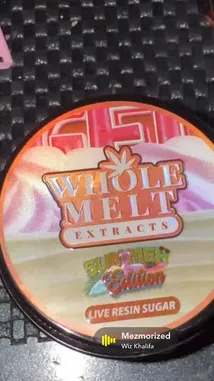 WHOLE
MELT
EXTRACTS
SUMMER
Edition
LIVE RESIN SUGAR
Mezmorized
Wiz Khalifa